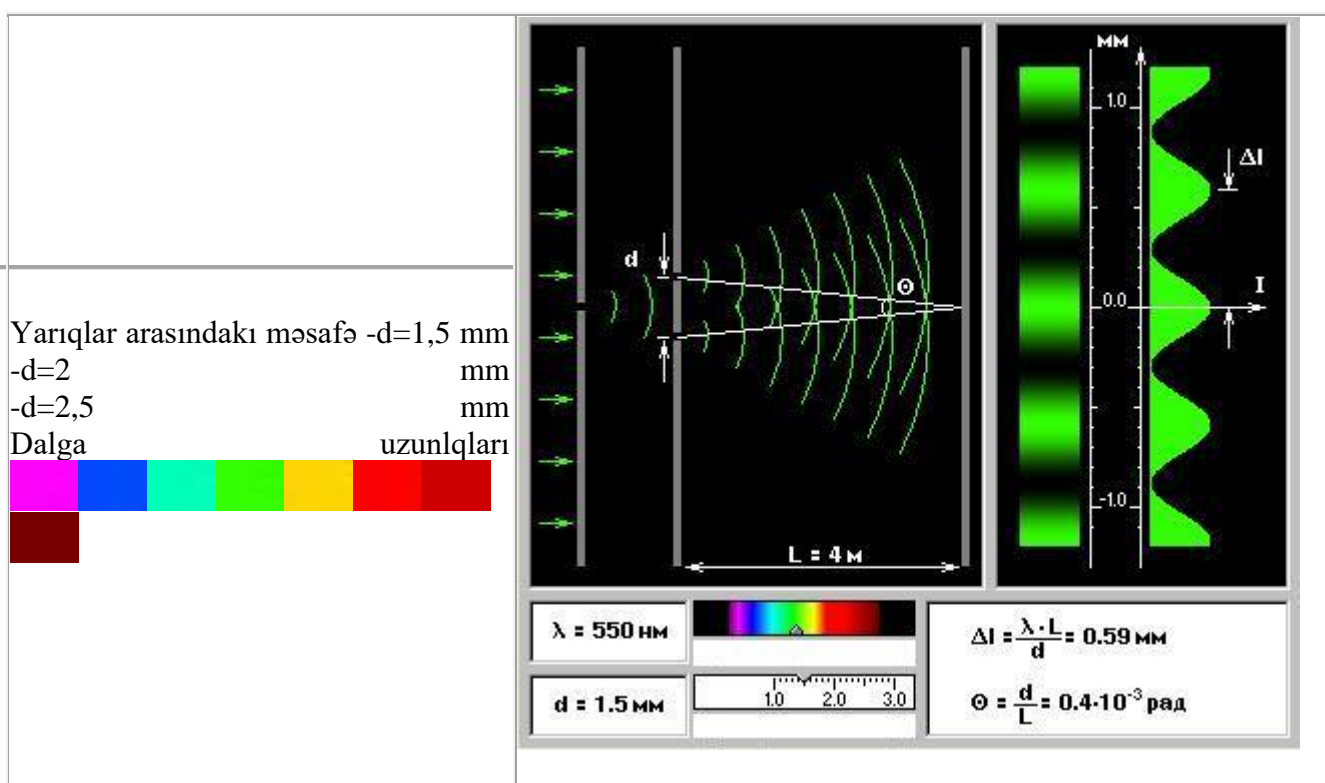 Yarıqlar arasındakı məsafə -d=1,5 mm
-d=2 mm
-d=2,5 mm
Dalga uzunlqları
d
Θ
L = 4 м
мм
1.0
Δl
I
0.0
-1.0
λ = 550 нм
d = 1.5 мм
1.0 2.0 3.0
Δl = λ·L/d = 0.59 мм
Θ = d/L = 0.4·10⁻³ рад